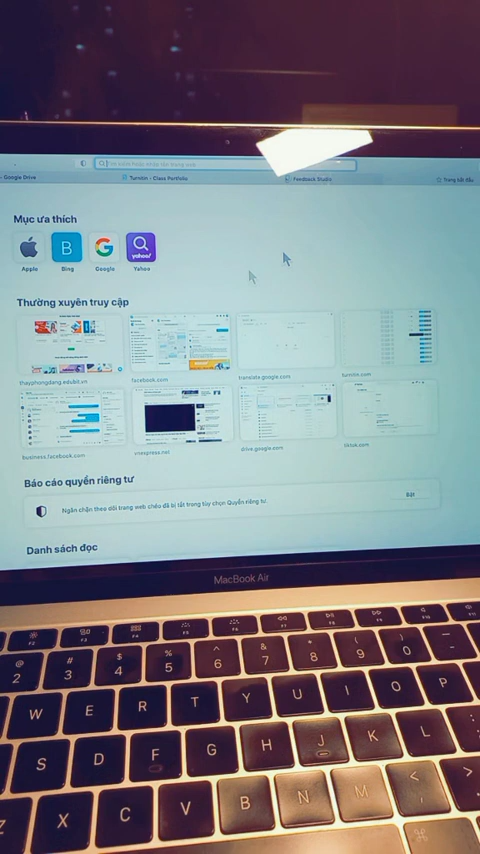 Google Drive
Turnitin - Class Portfolio
Feedback Studio
Trang bắt đầu
Mục ưa thích
B
G
yahoo!
Apple
Bing
Google
Yahoo
Thường xuyên truy cập
thayphongdang.edubit.vn
facebook.com
translate.google.com
turnitin.com
business.facebook.com
vnexpress.net
drive.google.com
tiktok.com
Báo cáo quyền riêng tư
Ngăn chặn theo dõi trang web chéo đã bị tắt trong tùy chọn Quyền riêng tư.
Bật
Danh sách đọc
MacBook Air
F2
F3
F4
F5
F6
F7
F8
F9
F10
@ 2
# 3
$ 4
% 5
^ 6
& 7
* 8
( 9
) 0
W E R T Y U I O P
S D F G H J K L
Z X C V B N M < , >
⌘